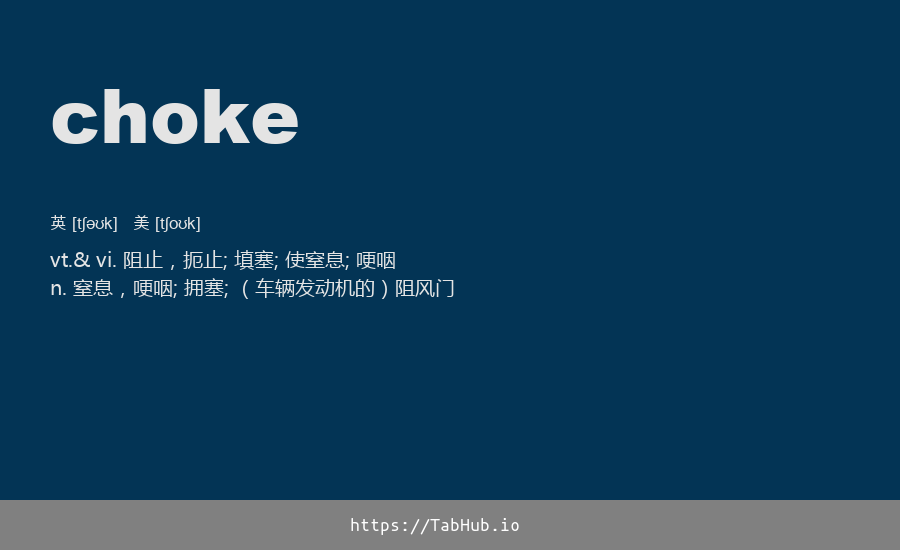 choke
英 [tʃəʊk] 美 [tʃoʊk]
vt.& vi. 阻止，扼止; 填塞; 使窒息; 哽咽
n. 窒息，哽咽; 拥塞; （车辆发动机的）阻风门
https://TabHub.io